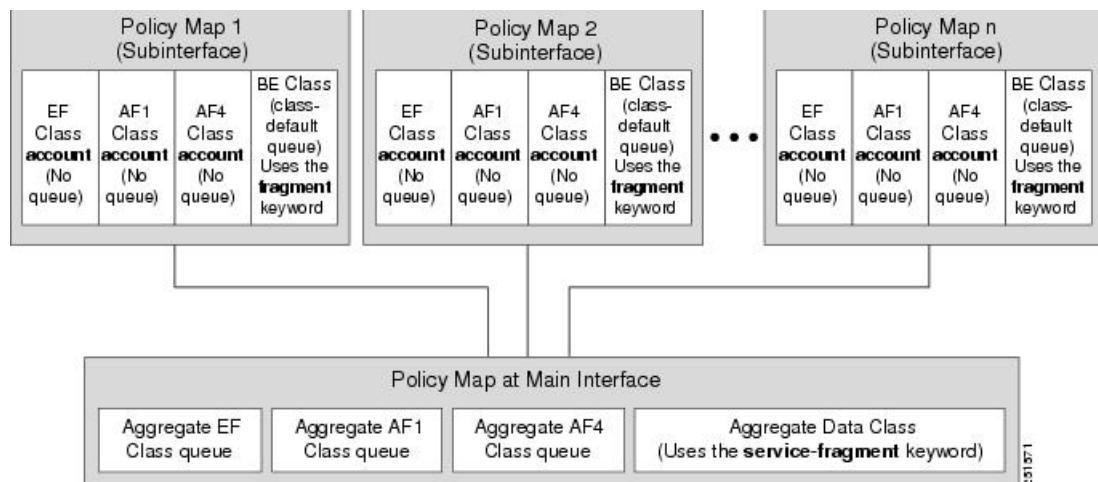 Policy Map 1
(Subinterface)
EF
Class
account
(No
queue)
AF1
Class
account
(No
queue)
AF4
Class
account
(No
queue)
BE Class
(class-
default
queue)
Uses the
fragment
keyword
Policy Map 2
(Subinterface)
EF
Class
account
(No
queue)
AF1
Class
account
(No
queue)
AF4
Class
account
(No
queue)
BE Class
(class-
default
queue)
Uses the
fragment
keyword
Policy Map n
(Subinterface)
EF
Class
account
(No
queue)
AF1
Class
account
(No
queue)
AF4
Class
account
(No
queue)
BE Class
(class-
default
queue)
Uses the
fragment
keyword
Policy Map at Main Interface
Aggregate EF
Class queue
Aggregate AF1
Class queue
Aggregate AF4
Class queue
Aggregate Data Class
(Uses the service-fragment keyword)